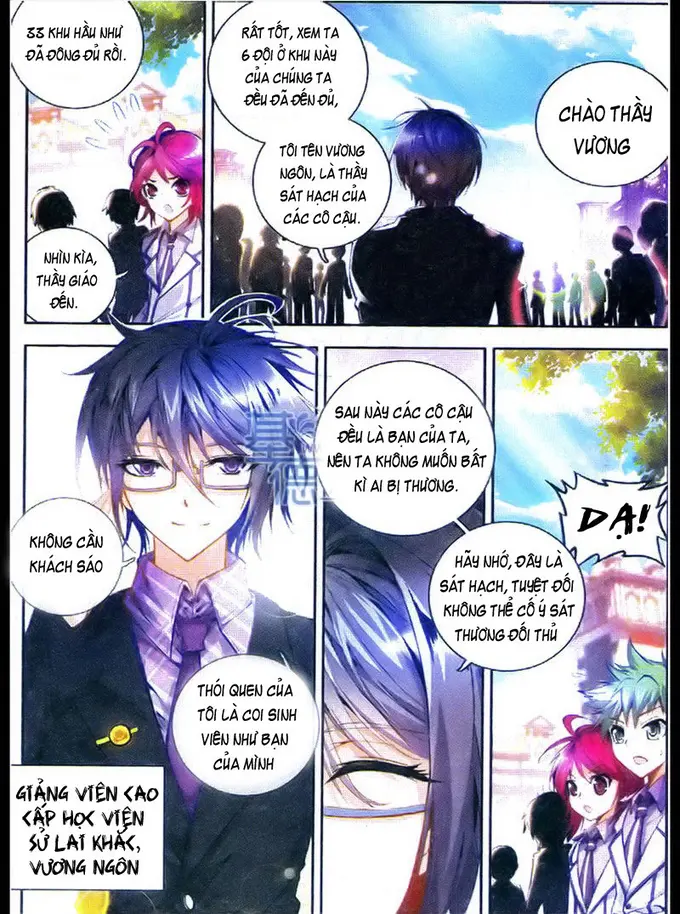 33 KHU HẦU NHƯ
ĐÃ ĐÔNG ĐỦ RỒI.
NHÌN KÌA,
THẦY GIÁO
ĐẾN.
RẤT TỐT, XEM TA
6 ĐỘI Ở KHU NÀY
CỦA CHÚNG TA
ĐỀU ĐÃ ĐẾN ĐỦ,
TÔI TÊN VƯƠNG
NGÔN, LÀ THẦY
SÁT HẠCH CỦA
CÁC CÔ CẬU.
CHÀO THẦY
VƯƠNG
KHÔNG CẦN
KHÁCH SÁO
THÓI QUEN CỦA
TÔI LÀ COI SINH
VIÊN NHƯ BẠN
CỦA MÌNH
GIẢNG VIÊN CAO
CẤP HỌC VIỆN
SỬ LAI KHẮC,
VƯƠNG NGÔN
SAU NÀY CÁC CÔ CẬU
ĐỀU LÀ BẠN CỦA TA,
NÊN TA KHÔNG MUỐN BẤT
KÌ AI BỊ THƯƠNG.
HÃY NHỚ, ĐÂY LÀ
SÁT HẠCH, TUYỆT ĐỐI
KHÔNG THỂ CỐ Ý SÁT
THƯƠNG ĐỐI THỦ
DẠ!
基
德